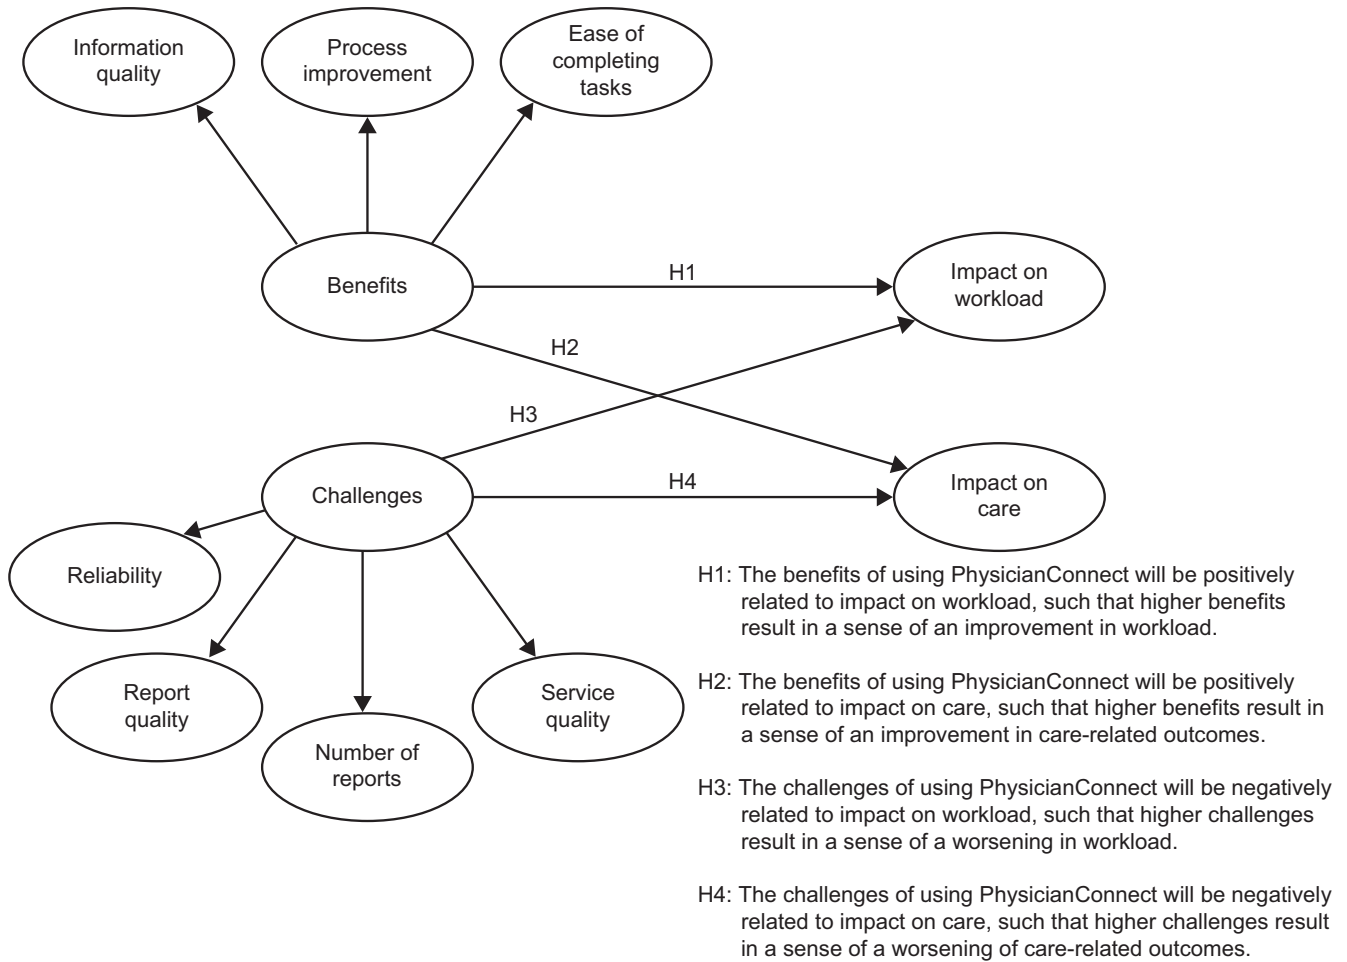 Information
quality
Process
improvement
Ease of
completing
tasks
Benefits
H1
Impact on
workload
H2
H3
Challenges
H4
Impact on
care
Reliability
Report
quality
Number of
reports
Service
quality
H1: The benefits of using PhysicianConnect will be positively
related to impact on workload, such that higher benefits
result in a sense of an improvement in workload.
H2: The benefits of using PhysicianConnect will be positively
related to impact on care, such that higher benefits result in
a sense of an improvement in care-related outcomes.
H3: The challenges of using PhysicianConnect will be negatively
related to impact on workload, such that higher challenges
result in a sense of a worsening in workload.
H4: The challenges of using PhysicianConnect will be negatively
related to impact on care, such that higher challenges result
in a sense of a worsening of care-related outcomes.